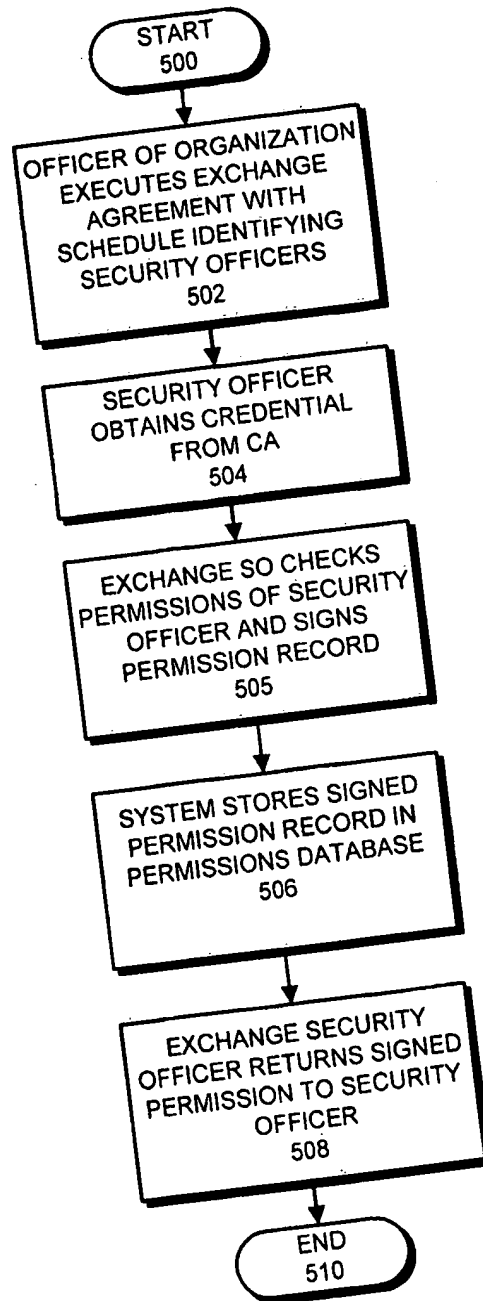 START
500
OFFICER OF ORGANIZATION
EXECUTES EXCHANGE
AGREEMENT WITH
SCHEDULE IDENTIFYING
SECURITY OFFICERS
502
SECURITY OFFICER
OBTAINS CREDENTIAL
FROM CA
504
EXCHANGE SO CHECKS
PERMISSIONS OF SECURITY
OFFICER AND SIGNS
PERMISSION RECORD
505
SYSTEM STORES SIGNED
PERMISSION RECORD IN
PERMISSIONS DATABASE
506
EXCHANGE SECURITY
OFFICER RETURNS SIGNED
PERMISSION TO SECURITY
OFFICER
508
END
510